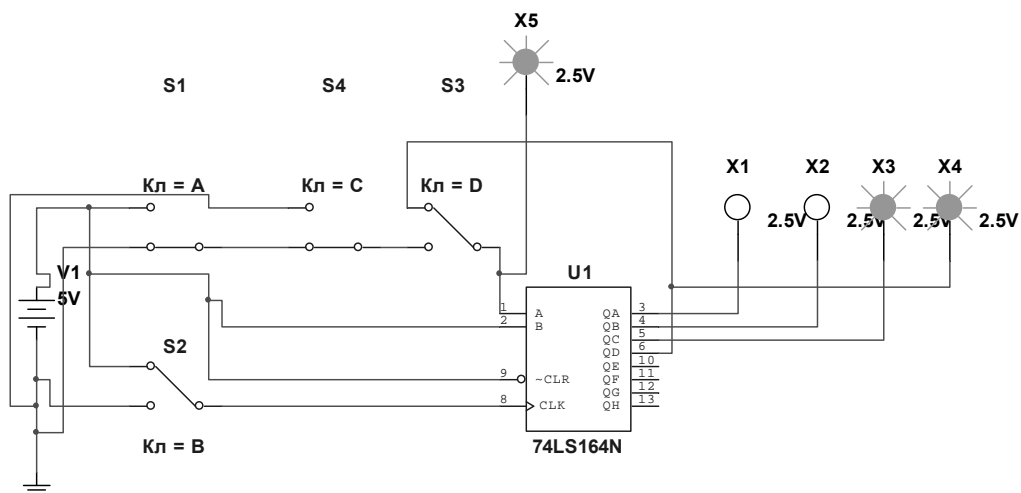 X5
2.5V
S1 S4 S3
X1 X2 X3 X4
Кл = A Кл = C Кл = D
2.5V 2.5V 2.5V 2.5V
V1
5V
U1
1 A QA 3
2 B QB 4
QC 5
QD 6
S2
QE 10
9 ~CLR QF 11
QG 12
8 CLK QH 13
Кл = B
74LS164N